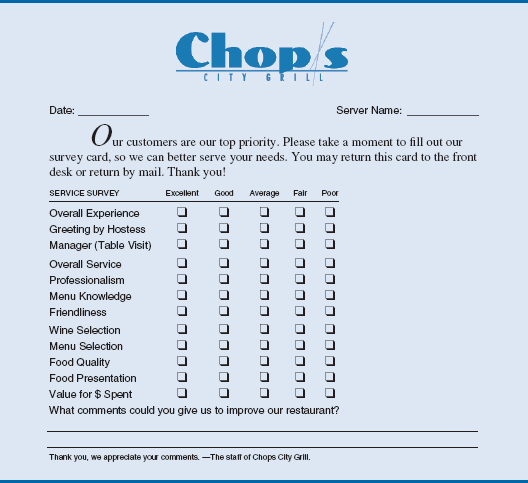 Chop's
CITY GRILL
Date: ____________ Server Name: ____________
Our customers are our top priority. Please take a moment to fill out our
survey card, so we can better serve your needs. You may return this card to the front
desk or return by mail. Thank you!
SERVICE SURVEY Excellent Good Average Fair Poor
Overall Experience ❏ ❏ ❏ ❏ ❏
Greeting by Hostess ❏ ❏ ❏ ❏ ❏
Manager (Table Visit) ❏ ❏ ❏ ❏ ❏
Overall Service ❏ ❏ ❏ ❏ ❏
Professionalism ❏ ❏ ❏ ❏ ❏
Menu Knowledge ❏ ❏ ❏ ❏ ❏
Friendliness ❏ ❏ ❏ ❏ ❏
Wine Selection ❏ ❏ ❏ ❏ ❏
Menu Selection ❏ ❏ ❏ ❏ ❏
Food Quality ❏ ❏ ❏ ❏ ❏
Food Presentation ❏ ❏ ❏ ❏ ❏
Value for $ Spent ❏ ❏ ❏ ❏ ❏
What comments could you give us to improve our restaurant?
Thank you, we appreciate your comments. —The staff of Chops City Grill.